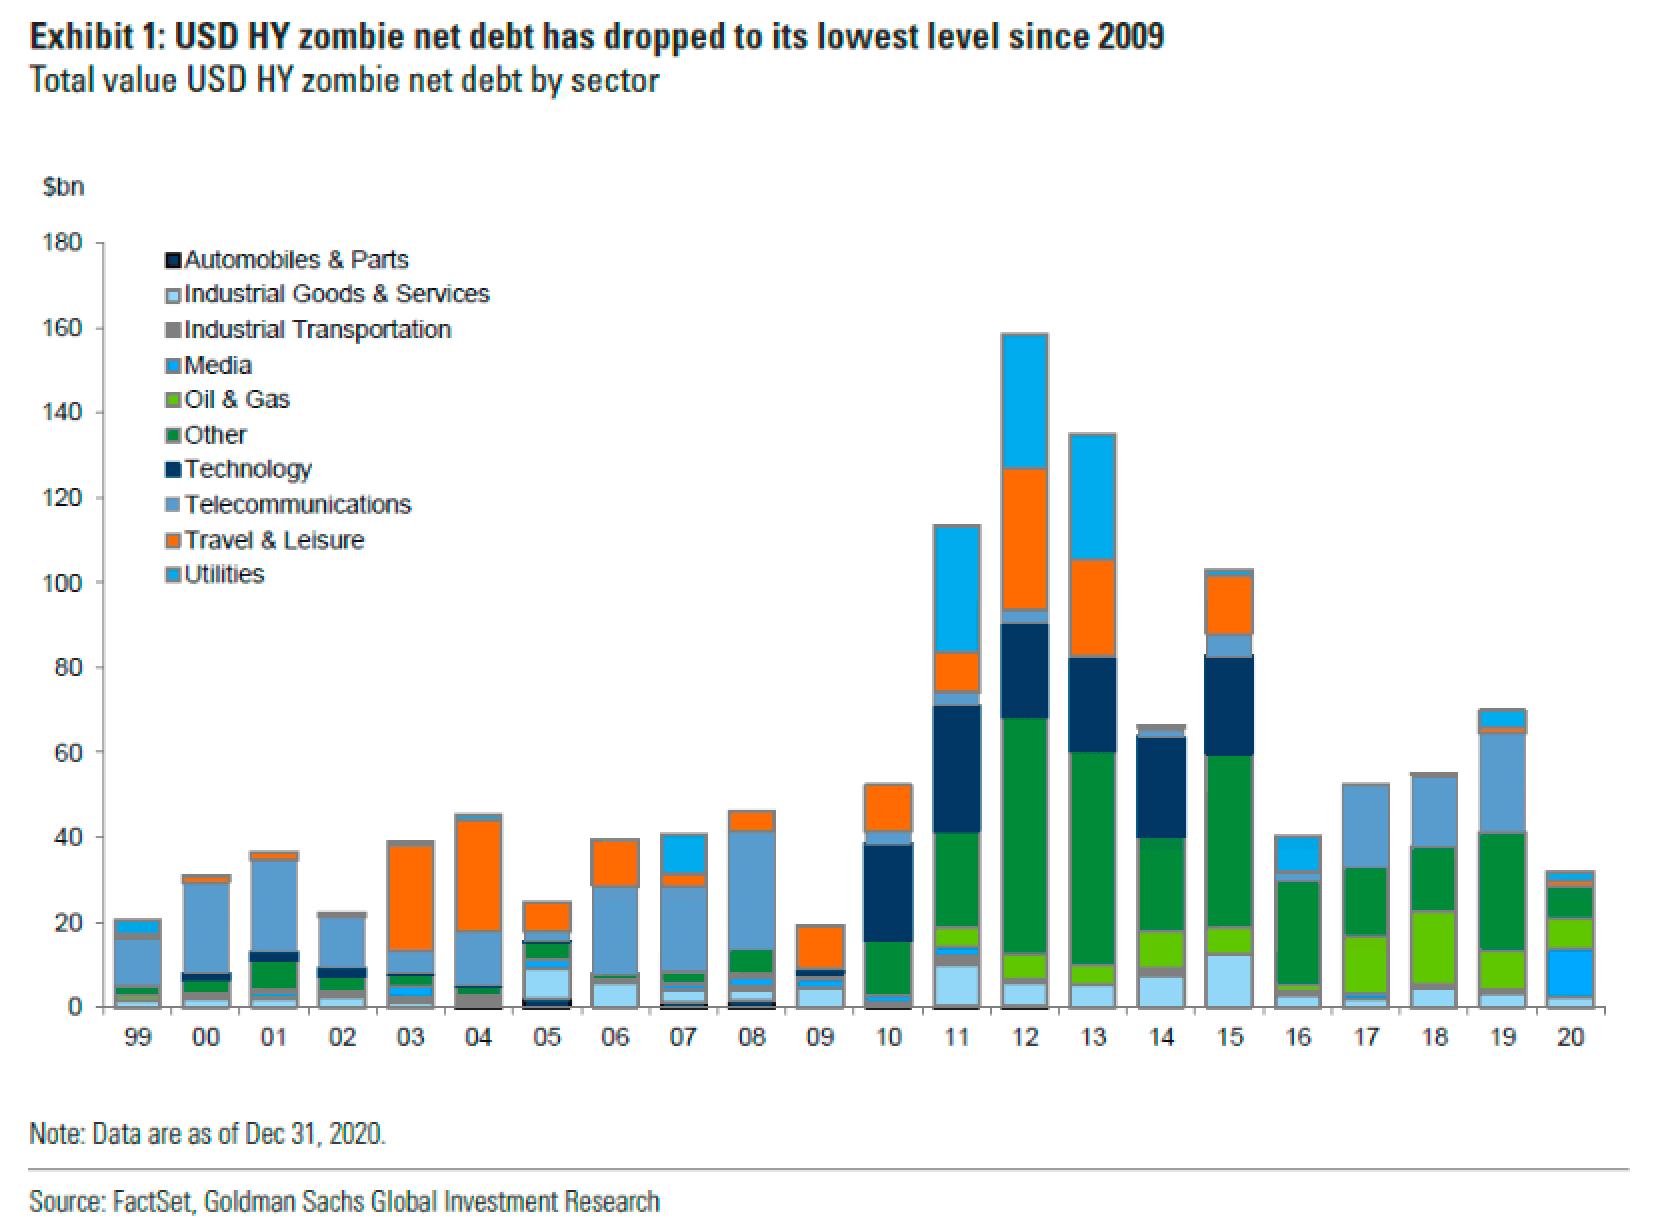 Exhibit 1: USD HY zombie net debt has dropped to its lowest level since 2009
Total value USD HY zombie net debt by sector
$bn
180
160
140
120
100
80
60
40
20
0
Automobiles & Parts
Industrial Goods & Services
Industrial Transportation
Media
Oil & Gas
Other
Technology
Telecommunications
Travel & Leisure
Utilities
99 00 01 02 03 04 05 06 07 08 09 10 11 12 13 14 15 16 17 18 19 20
Note: Data are as of Dec 31, 2020.
Source: FactSet, Goldman Sachs Global Investment Research